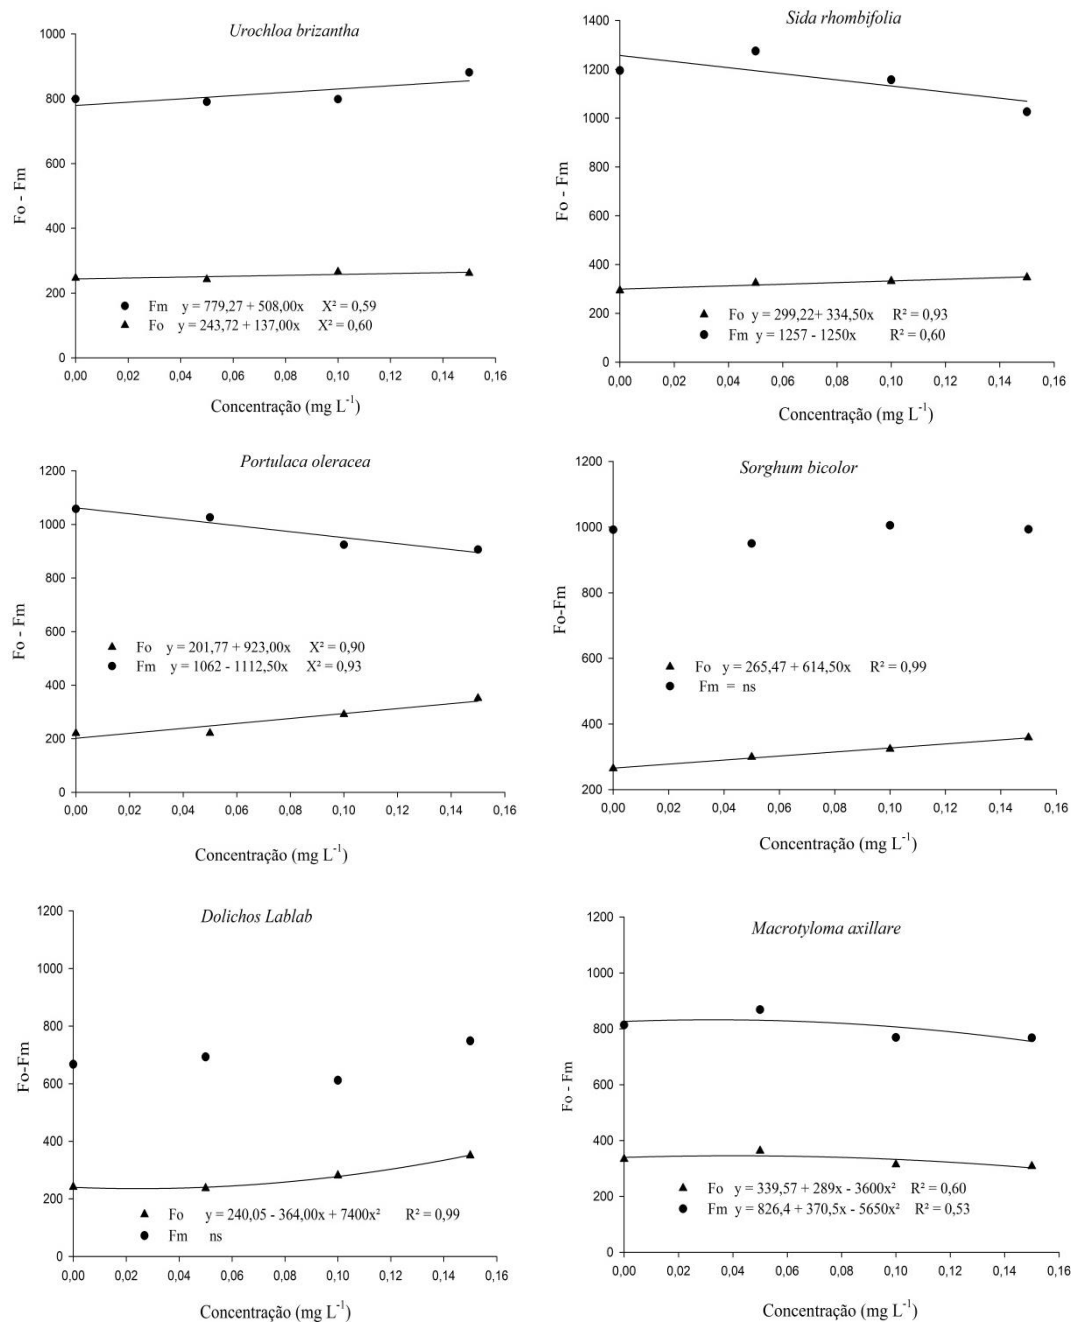 Urochloa brizantha
1000
800
600
400
200
0
Fo - Fm
Fm y = 779,27 + 508,00x X² = 0,59
Fo y = 243,72 + 137,00x X² = 0,60
0,00 0,02 0,04 0,06 0,08 0,10 0,12 0,14 0,16
Concentração (mg L⁻¹)
Sida rhombifolia
1400
1200
1000
800
600
400
200
0
Fo - Fm
Fo y = 299,22+ 334,50x R² = 0,93
Fm y = 1257 - 1250x R² = 0,60
0,00 0,02 0,04 0,06 0,08 0,10 0,12 0,14 0,16
Concentração (mg L⁻¹)
Portulaca oleracea
1200
1000
800
600
400
200
0
Fo - Fm
Fo y = 201,77 + 923,00x X² = 0,90
Fm y = 1062 - 1112,50x X² = 0,93
0,00 0,02 0,04 0,06 0,08 0,10 0,12 0,14 0,16
Concentração (mg L⁻¹)
Sorghum bicolor
1200
1000
800
600
400
200
Fo-Fm
Fo y = 265,47 + 614,50x R² = 0,99
Fm = ns
0,00 0,02 0,04 0,06 0,08 0,10 0,12 0,14 0,16
Concentração (mg L⁻¹)
Dolichos Lablab
1200
1000
800
600
400
200
0
Fo-Fm
Fo y = 240,05 - 364,00x + 7400x² R² = 0,99
Fm ns
0,00 0,02 0,04 0,06 0,08 0,10 0,12 0,14 0,16
Concentração (mg L⁻¹)
Macrotyloma axillare
1200
1000
800
600
400
200
0
Fo - Fm
Fo y = 339,57 + 289x - 3600x² R² = 0,60
Fm y = 826,4 + 370,5x - 5650x² R² = 0,53
0,00 0,02 0,04 0,06 0,08 0,10 0,12 0,14 0,16
Concentração (mg L⁻¹)